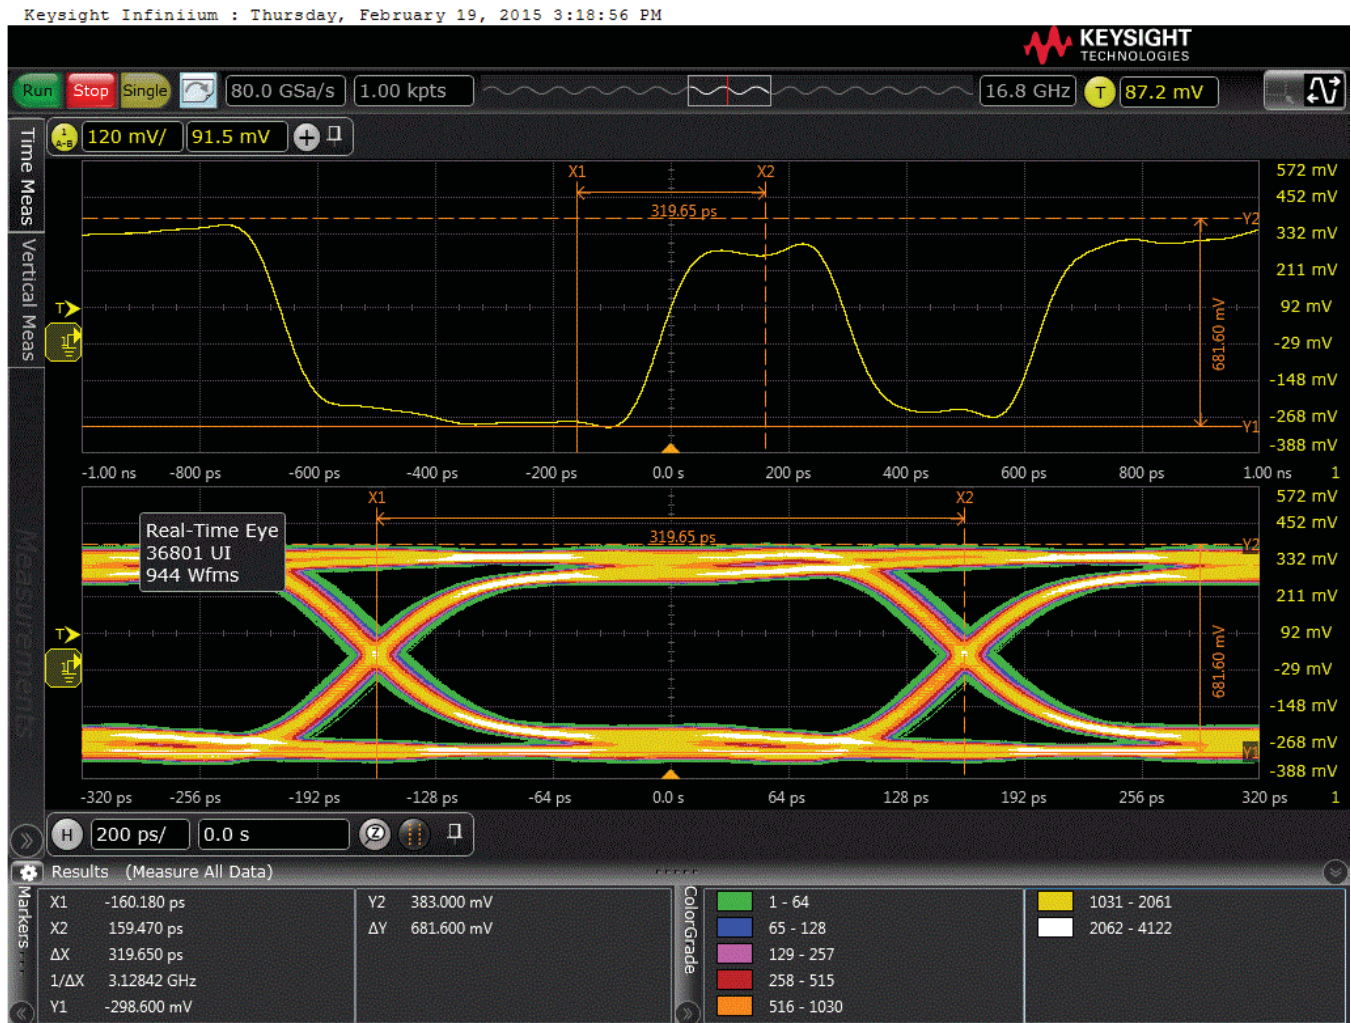 Keysight Infiniium : Thursday, February 19, 2015 3:18:56 PM
KEYSIGHT
TECHNOLOGIES
Run Stop Single 80.0 GSa/s 1.00 kpts 16.8 GHz T 87.2 mV
1 A-B 120 mV/ 91.5 mV +
Time Meas
Vertical Meas
Measurements
X1 X2
319.65 ps
Y2
681.60 mV
Y1
T
1
572 mV
452 mV
332 mV
211 mV
92 mV
-29 mV
-148 mV
-268 mV
-388 mV
-1.00 ns -800 ps -600 ps -400 ps -200 ps 0.0 s 200 ps 400 ps 600 ps 800 ps 1.00 ns 1
X1 X2
319.65 ps
Real-Time Eye
36801 UI
944 Wfms
Y2
681.60 mV
Y1
T
1
572 mV
452 mV
332 mV
211 mV
92 mV
-29 mV
-148 mV
-268 mV
-388 mV
-320 ps -256 ps -192 ps -128 ps -64 ps 0.0 s 64 ps 128 ps 192 ps 256 ps 320 ps 1
H 200 ps/ 0.0 s Z
Results (Measure All Data)
Markers
X1 -160.180 ps
X2 159.470 ps
ΔX 319.650 ps
1/ΔX 3.12842 GHz
Y1 -298.600 mV
Y2 383.000 mV
ΔY 681.600 mV
ColorGrade
1 - 64
65 - 128
129 - 257
258 - 515
516 - 1030
1031 - 2061
2062 - 4122